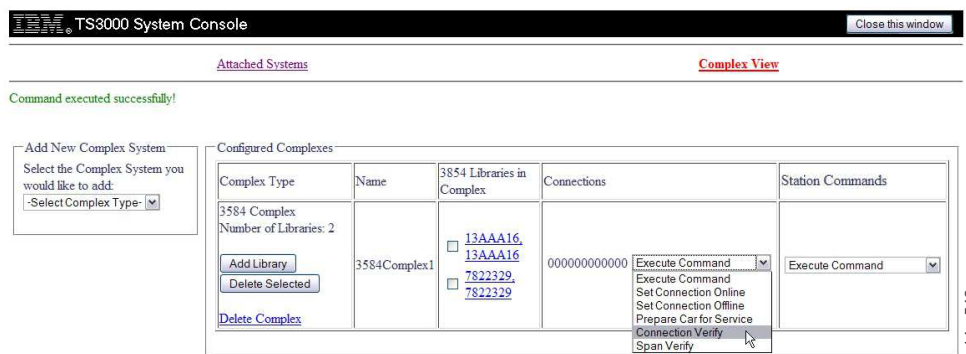 IBM® TS3000 System Console
Close this window
Attached Systems
Complex View
Command executed successfully!
Add New Complex System
Select the Complex System you
would like to add:
-Select Complex Type-
Configured Complexes
Complex Type
Name
3854 Libraries in
Complex
Connections
Station Commands
3584 Complex
Number of Libraries: 2
Add Library
Delete Selected
Delete Complex
3584Complex1
13AAA16,
13AAA16
7822329,
7822329
000000000000
Execute Command
Execute Command
Set Connection Online
Set Connection Offline
Prepare Car for Service
Connection Verify
Span Verify
Execute Command